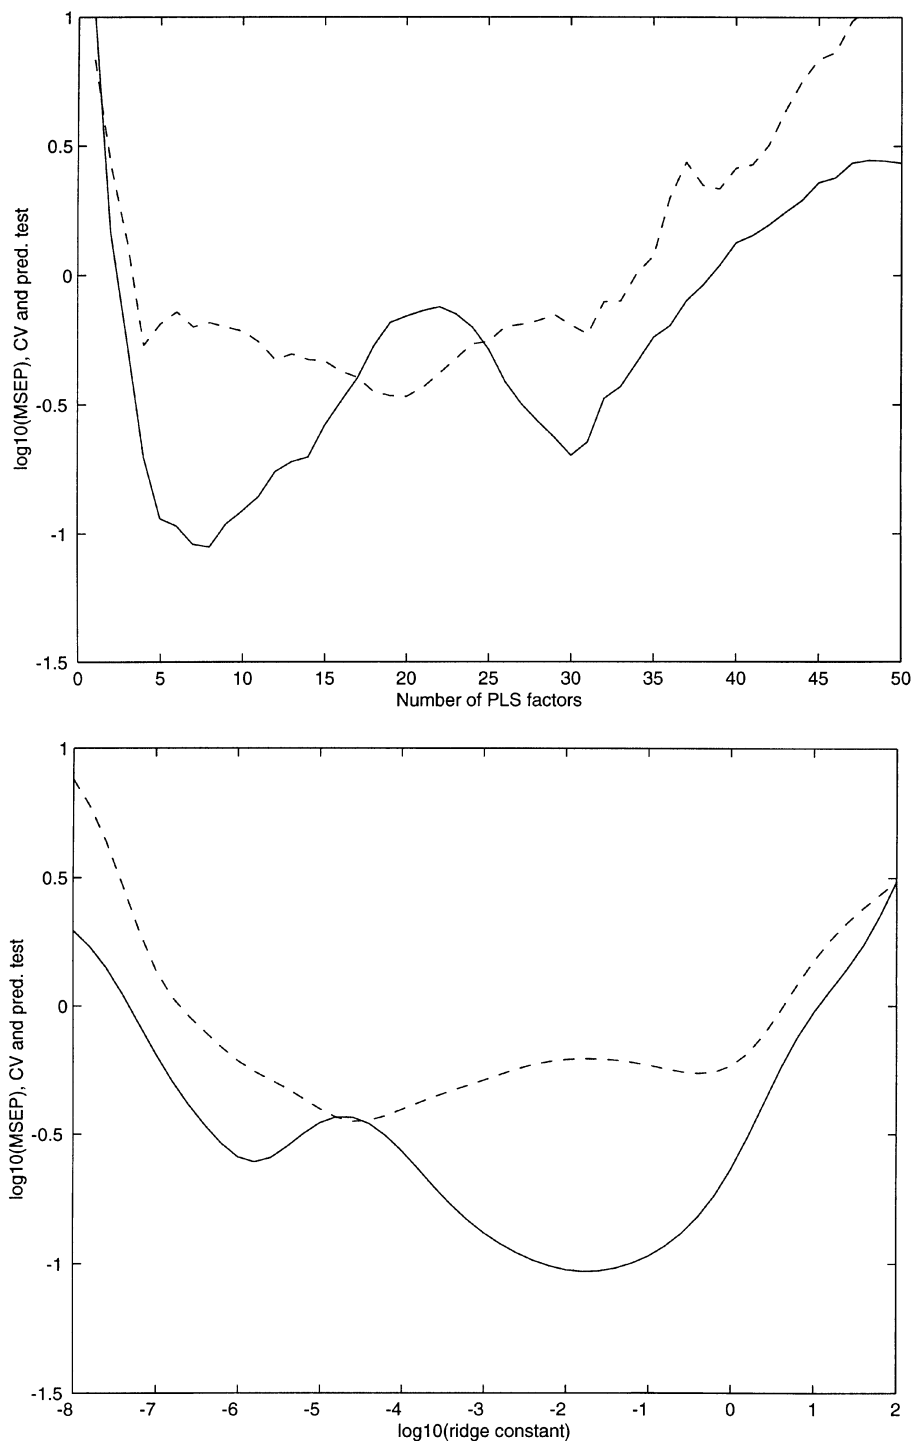 1
0.5
0
-0.5
-1
-1.5
log10(MSEP), CV and pred. test
0 5 10 15 20 25 30 35 40 45 50
Number of PLS factors
1
0.5
0
-0.5
-1
-1.5
log10(MSEP), CV and pred. test
-8 -7 -6 -5 -4 -3 -2 -1 0 1 2
log10(ridge constant)